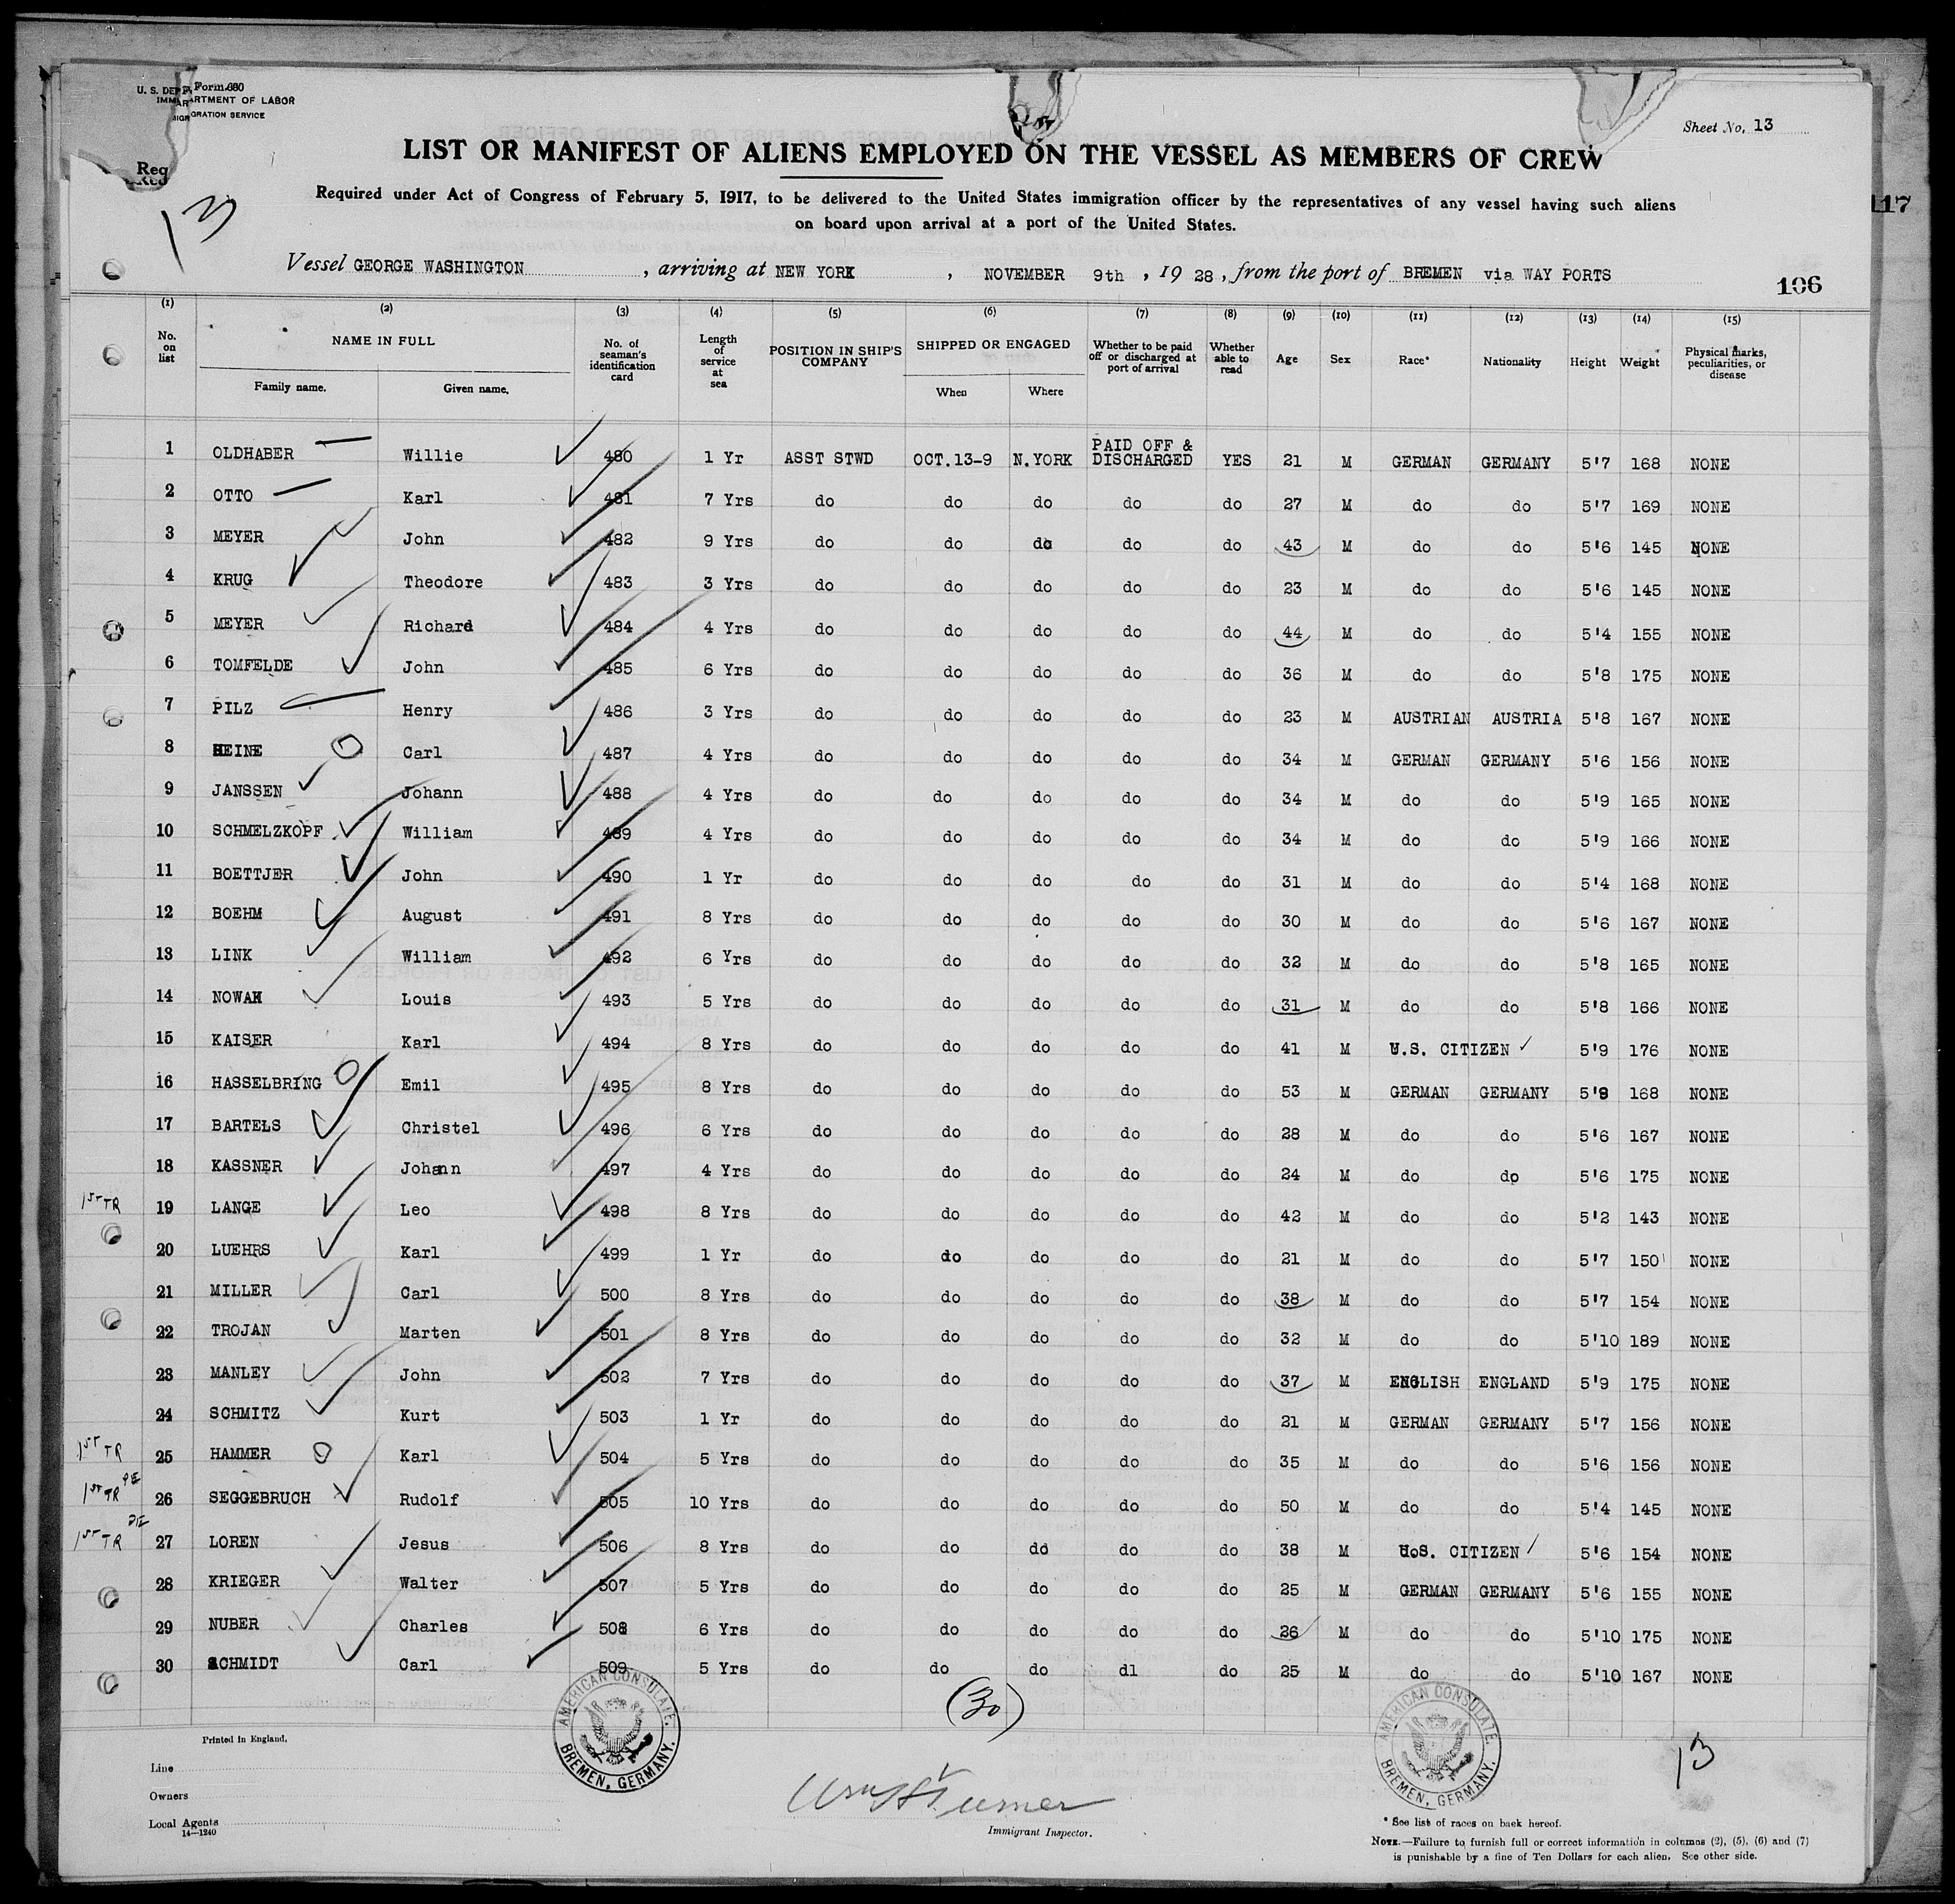 Form 680
U. S. DEPARTMENT OF LABOR
IMMIGRATION SERVICE
Sheet No. 13
LIST OR MANIFEST OF ALIENS EMPLOYED ON THE VESSEL AS MEMBERS OF CREW
Req
Required under Act of Congress of February 5, 1917, to be delivered to the United States immigration officer by the representatives of any vessel having such aliens
on board upon arrival at a port of the United States.
13
117
Vessel GEORGE WASHINGTON, arriving at NEW YORK, NOVEMBER 9th, 1928, from the port of BREMEN via WAY PORTS
106
(1) (2) (3) (4) (5) (6) (7) (8) (9) (10) (11) (12) (13) (14) (15)
No. on list NAME IN FULL No. of seaman's identification card Length of service at sea POSITION IN SHIP'S COMPANY SHIPPED OR ENGAGED Whether to be paid off or discharged at port of arrival Whether able to read Age Sex Race* Nationality Height Weight Physical marks, peculiarities, or disease
Family name. Given name. When Where
1 OLDHABER Willie 480 1 Yr ASST STWD OCT.13-9 N.YORK PAID OFF & DISCHARGED YES 21 M GERMAN GERMANY 5'7 168 NONE
2 OTTO Karl 481 7 Yrs do do do do do 27 M do do 5'7 169 NONE
3 MEYER John 482 9 Yrs do do do do do 43 M do do 5'6 145 NONE
4 KRUG Theodore 483 3 Yrs do do do do do 23 M do do 5'6 145 NONE
5 MEYER Richard 484 4 Yrs do do do do do 44 M do do 5'4 155 NONE
6 TOMFELDE John 485 6 Yrs do do do do do 36 M do do 5'8 175 NONE
7 PILZ Henry 486 3 Yrs do do do do do 23 M AUSTRIAN AUSTRIA 5'8 167 NONE
8 HEINE Carl 487 4 Yrs do do do do do 34 M GERMAN GERMANY 5'6 156 NONE
9 JANSSEN Johann 488 4 Yrs do do do do do 34 M do do 5'9 165 NONE
10 SCHMELZKOPF William 489 4 Yrs do do do do do 34 M do do 5'9 166 NONE
11 BOETTJER John 490 1 Yr do do do do do 31 M do do 5'4 168 NONE
12 BOEHM August 491 8 Yrs do do do do do 30 M do do 5'6 167 NONE
13 LINK William 492 6 Yrs do do do do do 32 M do do 5'8 165 NONE
14 NOWAK Louis 493 5 Yrs do do do do do 31 M do do 5'8 166 NONE
15 KAISER Karl 494 8 Yrs do do do do do 41 M U.S. CITIZEN 5'9 176 NONE
16 HASSELBRING Emil 495 8 Yrs do do do do do 53 M GERMAN GERMANY 168 NONE
17 BARTELS Christel 496 6 Yrs do do do do do 28 M do do 5'6 167 NONE
18 KASSNER Johann 497 4 Yrs do do do do do 24 M do do 5'6 175 NONE
1ST TR 19 LANGE Leo 498 8 Yrs do do do do do 42 M do do 5'2 143 NONE
20 LUEHRS Karl 499 1 Yr do do do do do 21 M do do 5'7 150 NONE
21 MILLER Carl 500 8 Yrs do do do do do 38 M do do 5'7 154 NONE
22 TROJAN Marten 501 8 Yrs do do do do do 32 M do do 5'10 189 NONE
23 MANLEY John 502 7 Yrs do do do do do 37 M ENGLISH ENGLAND 5'9 175 NONE
24 SCHMITZ Kurt 503 1 Yr do do do do do 21 M GERMAN GERMANY 5'7 156 NONE
1ST TR 25 HAMMER Karl 504 5 Yrs do do do do do 35 M do do 5'6 156 NONE
1ST TR 26 SEGGEBRUCH Rudolf 505 10 Yrs do do do do do 50 M do do 5'4 145 NONE
1ST TR 27 LOREN Jesus 506 8 Yrs do do do do do 38 M U.S. CITIZEN 5'6 154 NONE
28 KRIEGER Walter 507 5 Yrs do do do do do 25 M GERMAN GERMANY 5'6 155 NONE
29 NUBER Charles 508 6 Yrs do do do do do 26 M do do 5'10 175 NONE
30 SCHMIDT Carl 509 5 Yrs do do do dl do 25 M do do 5'10 167 NONE
(30)
AMERICAN CONSULATE. BREMEN, GERMANY.
AMERICAN CONSULATE. BREMEN, GERMANY.
13
Printed in England.
Line
Owners
Local Agents
14—1240
Wm H Turner
Immigrant Inspector.
* See list of races on back hereof.
NOTE.—Failure to furnish full or correct information in columns (2), (5), (6) and (7)
is punishable by a fine of Ten Dollars for each alien. See other side.